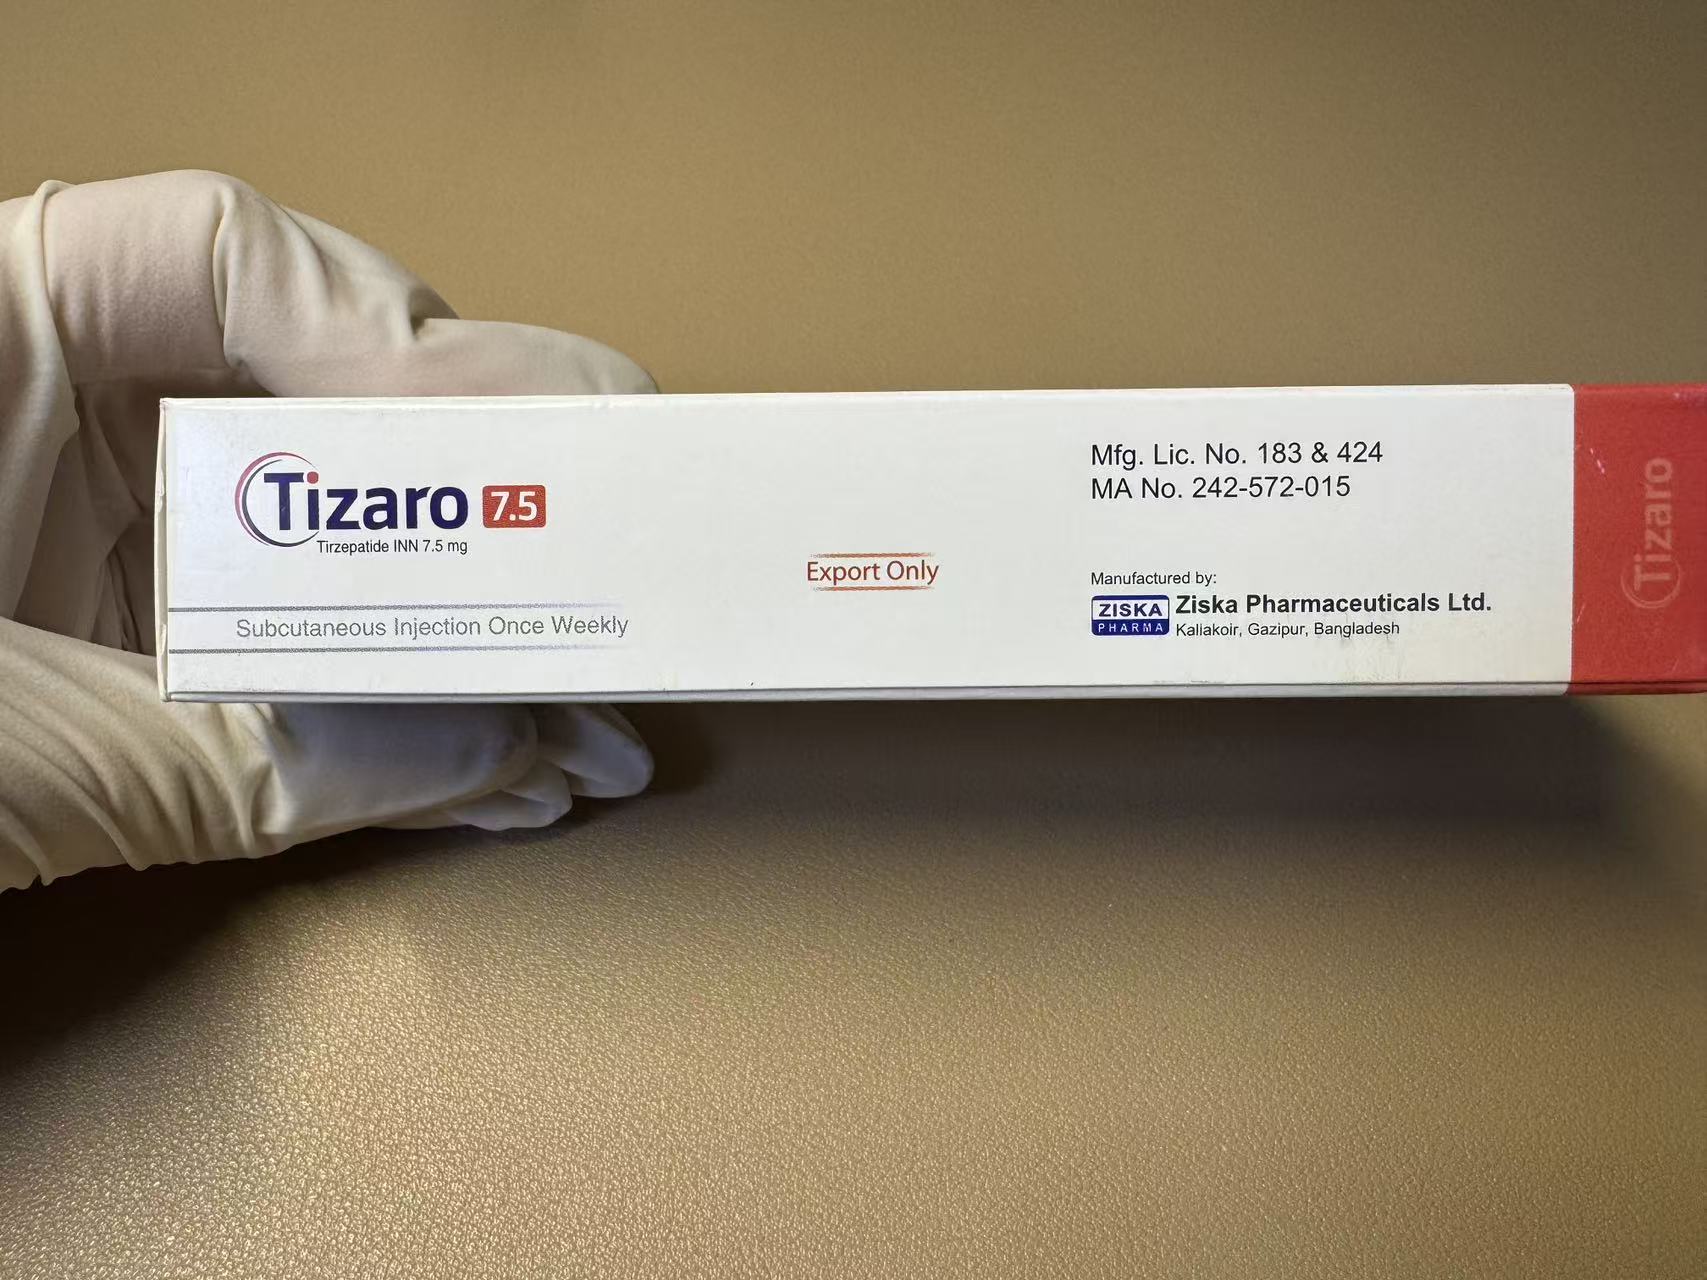 Tizaro 7.5
Tirzepatide INN 7.5 mg
Subcutaneous Injection Once Weekly
Export Only
Mfg. Lic. No. 183 & 424
MA No. 242-572-015
Manufactured by:
ZISKA
PHARMA
Ziska Pharmaceuticals Ltd.
Kaliakoir, Gazipur, Bangladesh
Tizaro